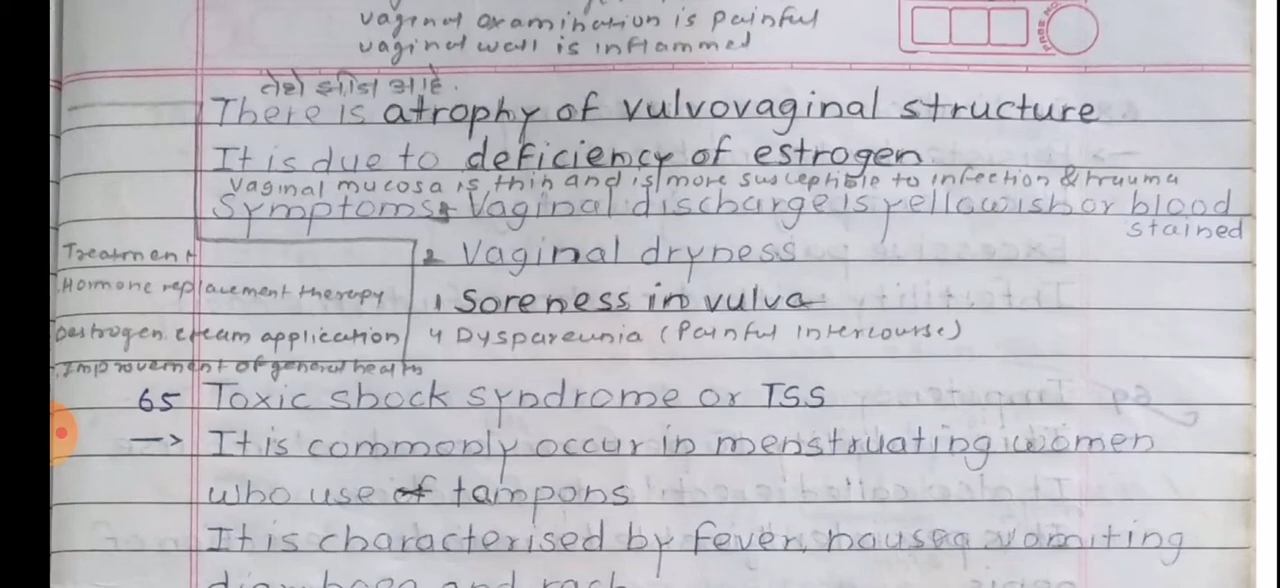 vaginal examination is painful
vaginal wall is inflammed
PAGE NO
There is atrophy of vulvovaginal structure
It is due to deficiency of estrogen
Vaginal mucosa is thin and is more susceptible to infection & trauma
Symptoms Vaginal discharge is yellowish or blood
stained
2 Vaginal dryness
1 Soreness in vulva
4 Dyspareunia (Painful Intercourse)
Treatment
Hormone replacement therapy
Oestrogen cream application
Improvement of general health
65 Toxic shock syndrome or TSS
→ It is commonly occur in menstruating women
who use of tampons
It is characterised by fever, nausea vomiting
and rash